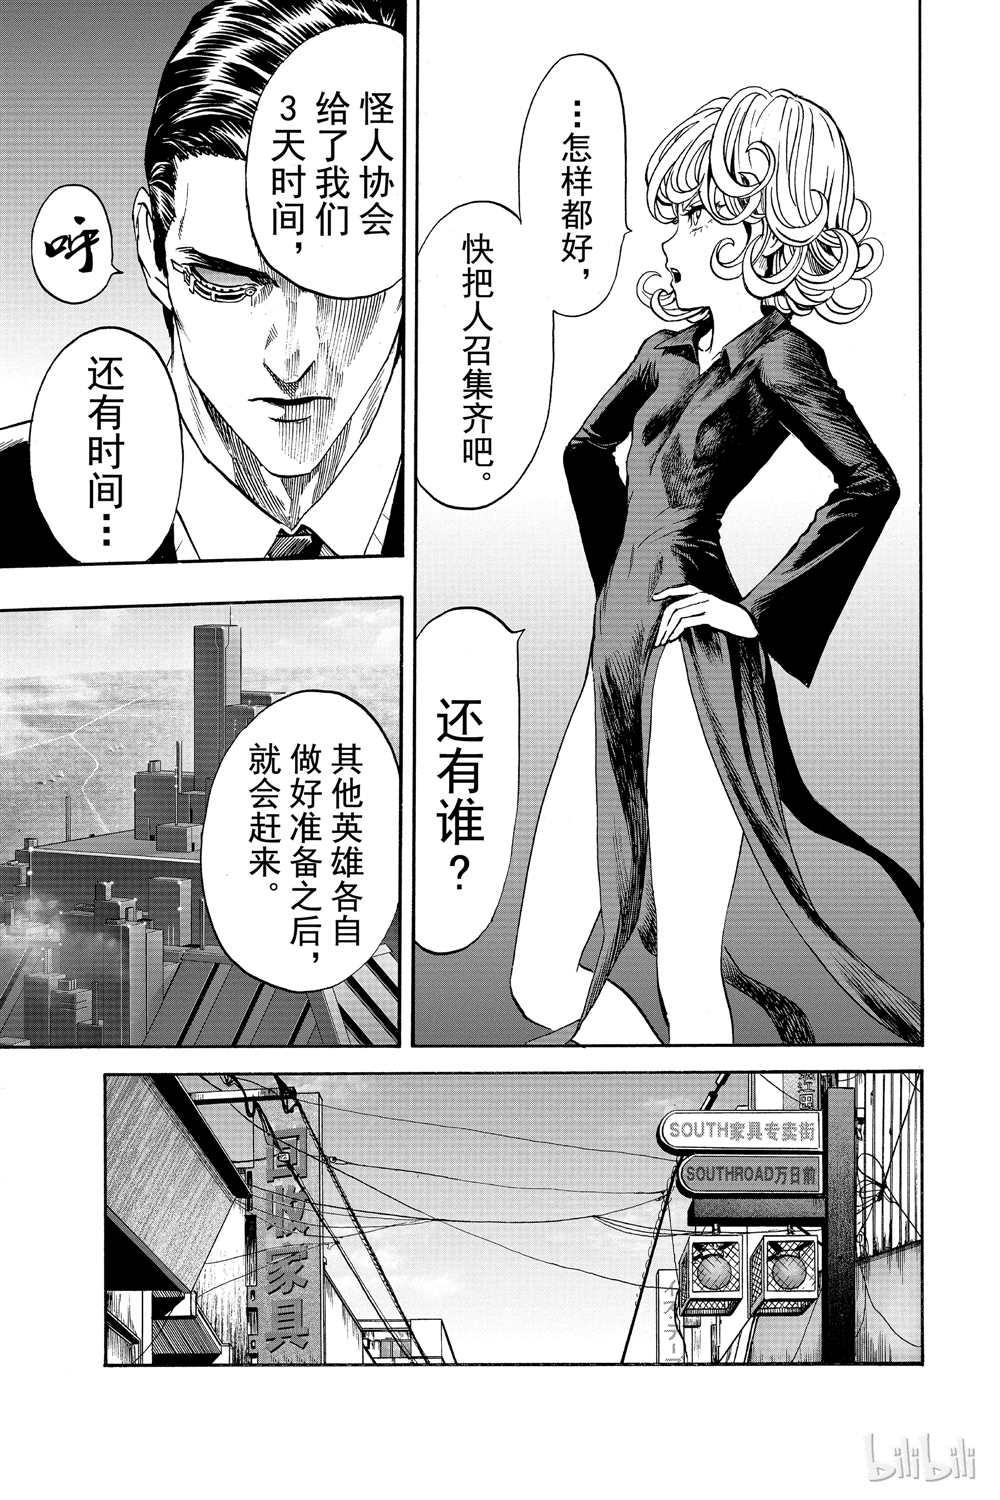 …怎样都好，
快把人召集齐吧。
还有谁？
怪人协会
给了我们
3天时间，
呼
还有时间…
其他英雄各自
做好准备之后，
就会赶来。
SOUTH家具专卖街
SOUTHROAD万日前
回收家具
bilibili